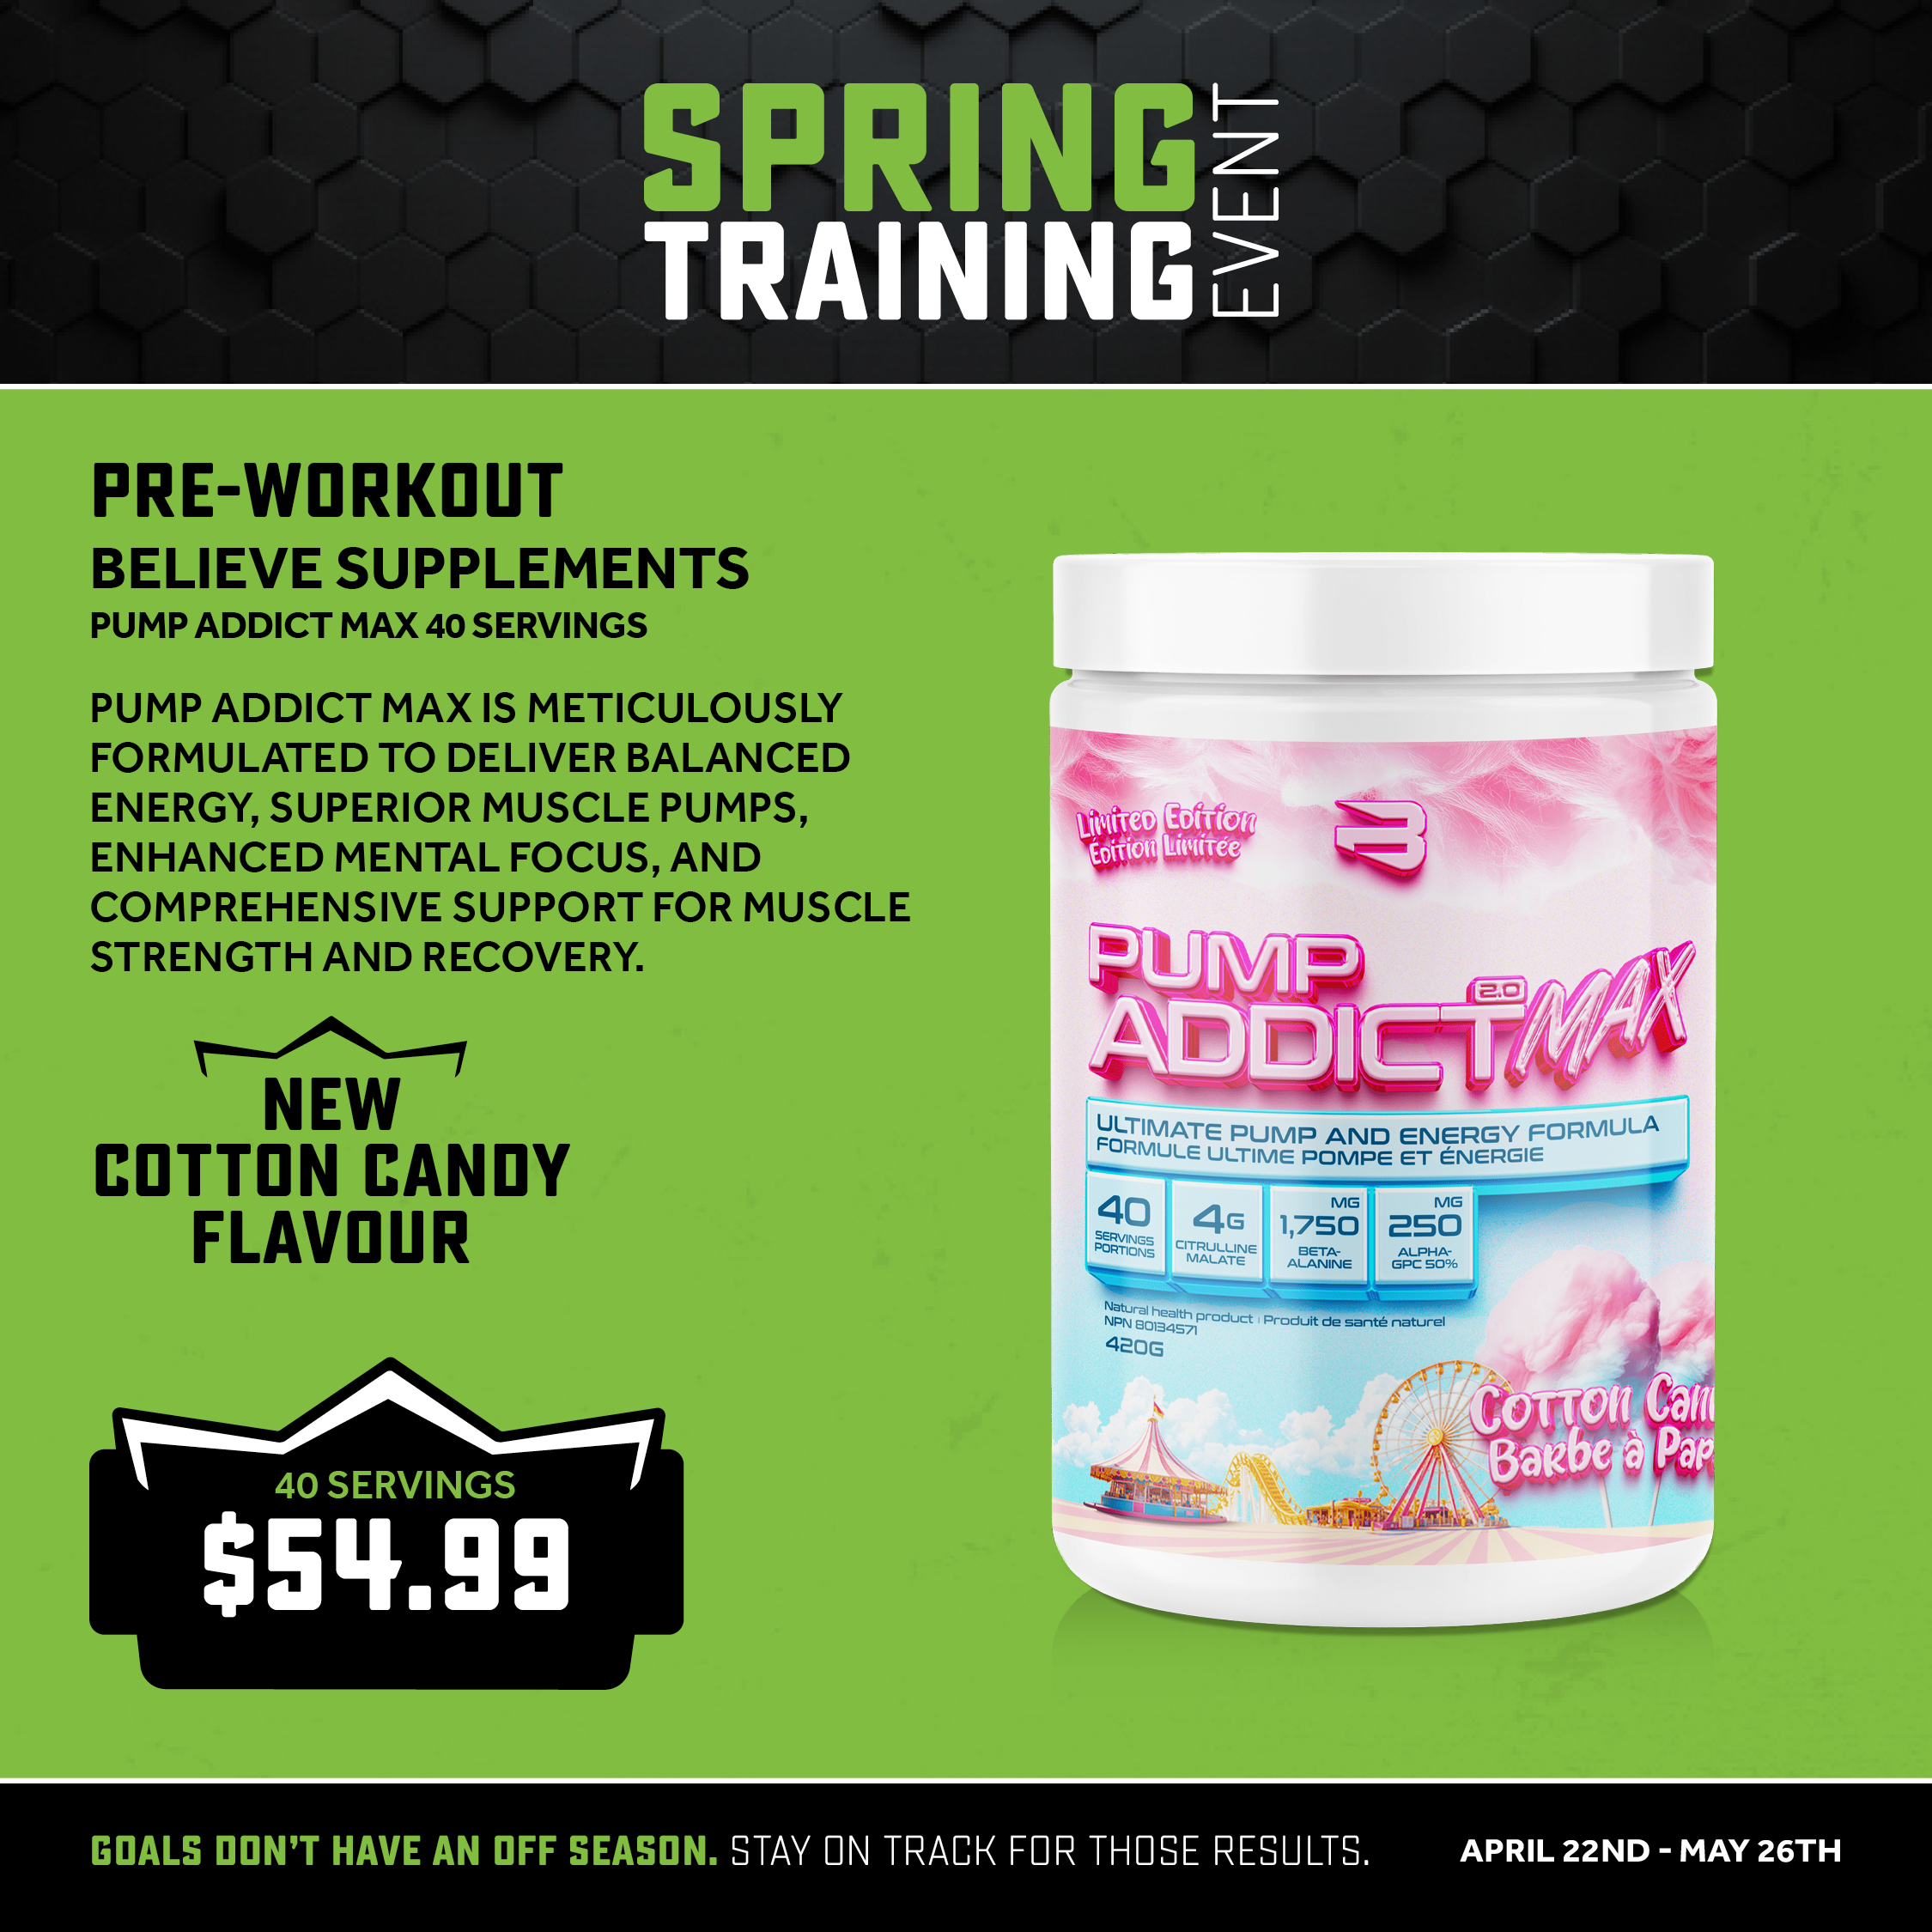 SPRING
TRAINING
EVENT
PRE-WORKOUT
BELIEVE SUPPLEMENTS
PUMP ADDICT MAX 40 SERVINGS
PUMP ADDICT MAX IS METICULOUSLY
FORMULATED TO DELIVER BALANCED
ENERGY, SUPERIOR MUSCLE PUMPS,
ENHANCED MENTAL FOCUS, AND
COMPREHENSIVE SUPPORT FOR MUSCLE
STRENGTH AND RECOVERY.
NEW
COTTON CANDY
FLAVOUR
40 SERVINGS
$54.99
Limited Edition
Édition Limitée
B
PUMP
ADDICT 2.0 MAX
ULTIMATE PUMP AND ENERGY FORMULA
FORMULE ULTIME POMPE ET ÉNERGIE
40
SERVINGS
PORTIONS
4G
CITRULLINE
MALATE
MG
1,750
BETA-
ALANINE
MG
250
ALPHA-
GPC 50%
Natural health product | Produit de santé naturel
NPN 80134571
420G
Cotton Can
Barbe à Pap
GOALS DON'T HAVE AN OFF SEASON. STAY ON TRACK FOR THOSE RESULTS.
APRIL 22ND - MAY 26TH